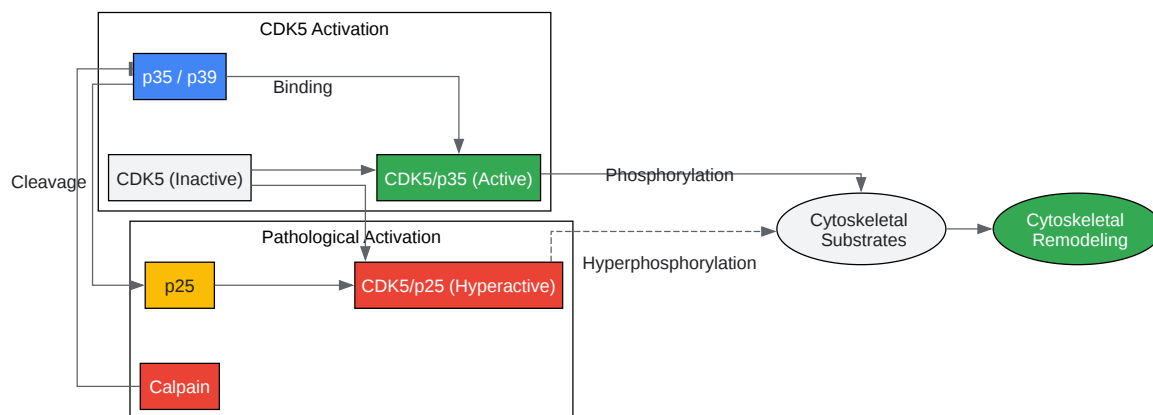 CDK5 Activation
p35 / p39
Binding
CDK5 (Inactive)
CDK5/p35 (Active)
Phosphorylation
Cleavage
Cytoskeletal
Substrates
Cytoskeletal
Remodeling
Pathological Activation
Hyperphosphorylation
p25
CDK5/p25 (Hyperactive)
Calpain